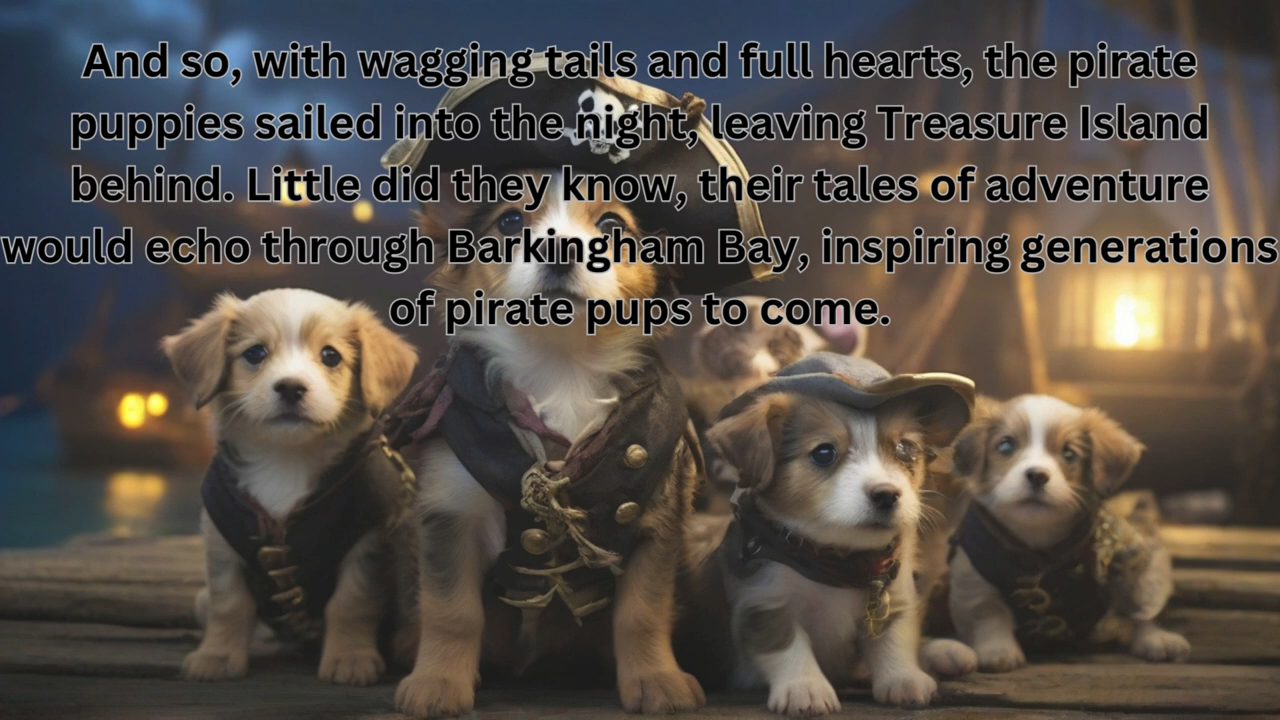 And so, with wagging tails and full hearts, the pirate
puppies sailed into the night, leaving Treasure Island
behind. Little did they know, their tales of adventure
would echo through Barkingham Bay, inspiring generations
of pirate pups to come.